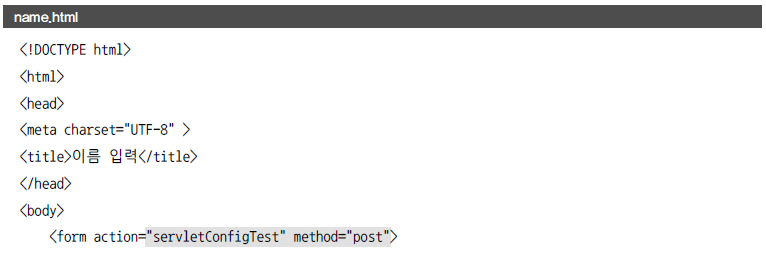 name.html
<!DOCTYPE html>
<html>
<head>
<meta charset="UTF-8" >
<title>이름 입력</title>
</head>
<body>
<form action="servletConfigTest" method="post">